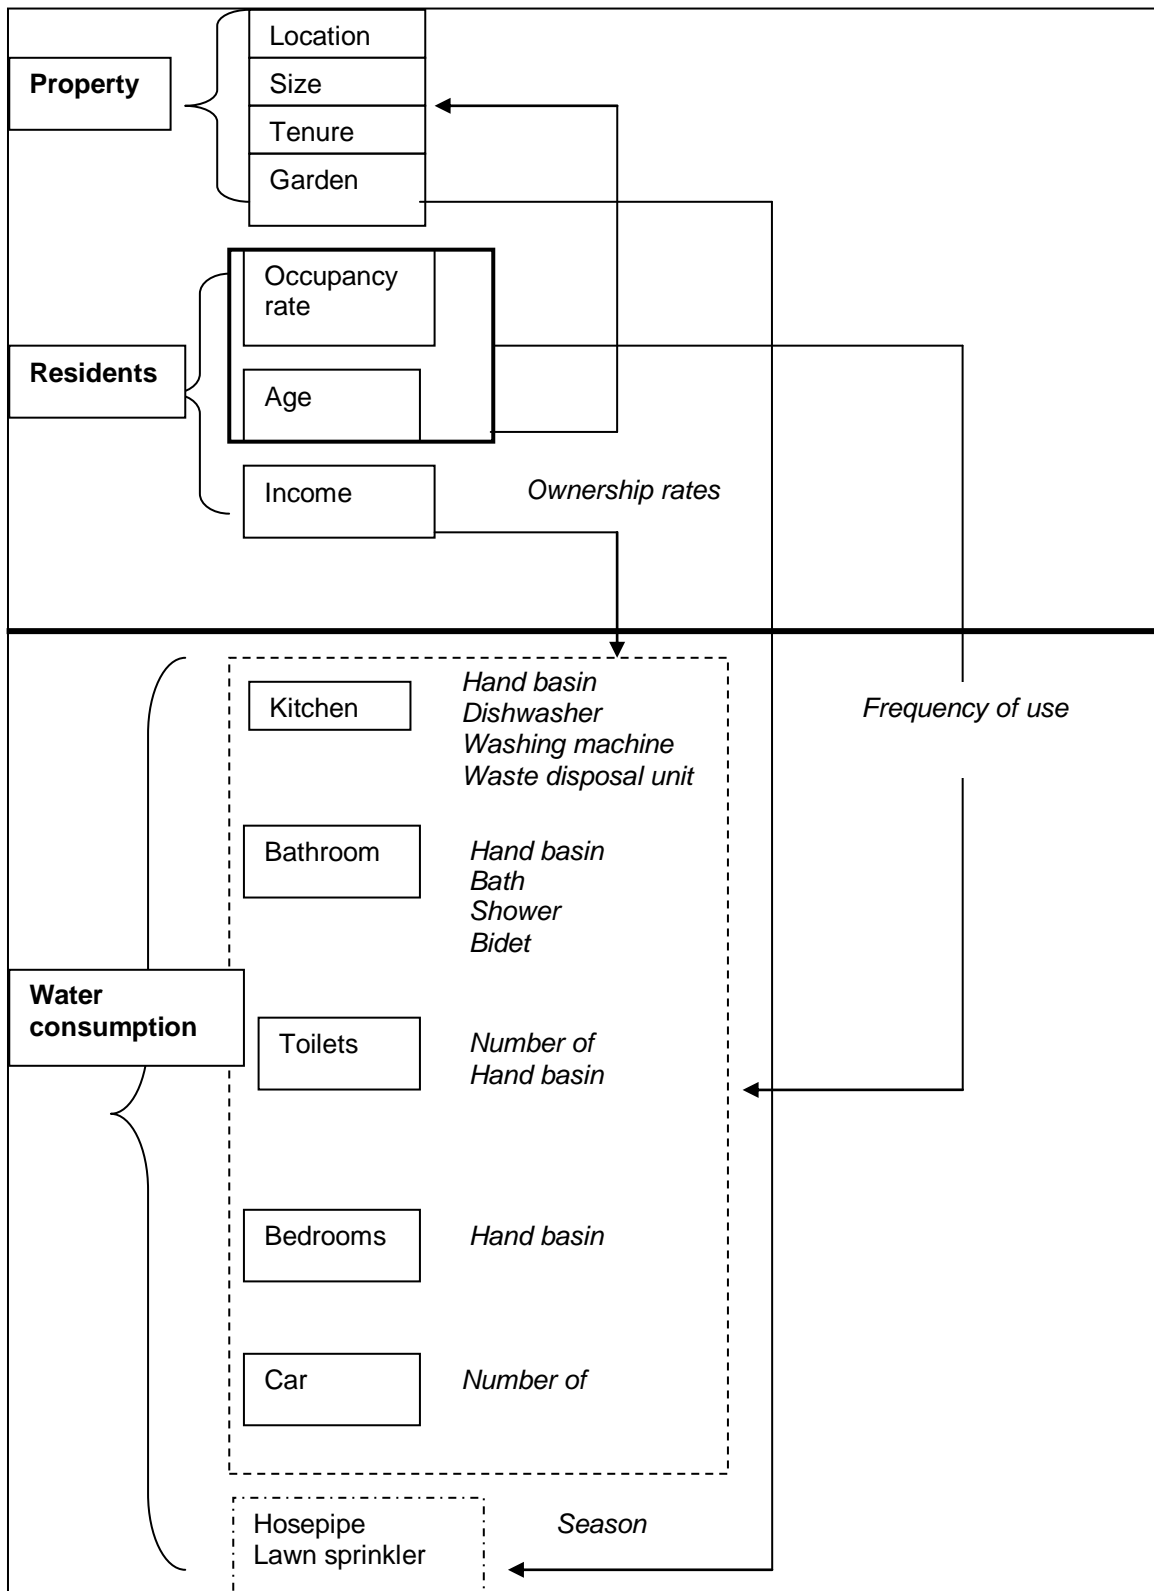 Location
Property
Size
Tenure
Garden
Occupancy
rate
Residents
Age
Income
Ownership rates
Kitchen
Hand basin
Dishwasher
Washing machine
Waste disposal unit
Frequency of use
Bathroom
Hand basin
Bath
Shower
Bidet
Water
consumption
Toilets
Number of
Hand basin
Bedrooms
Hand basin
Car
Number of
Hosepipe
Lawn sprinkler
Season